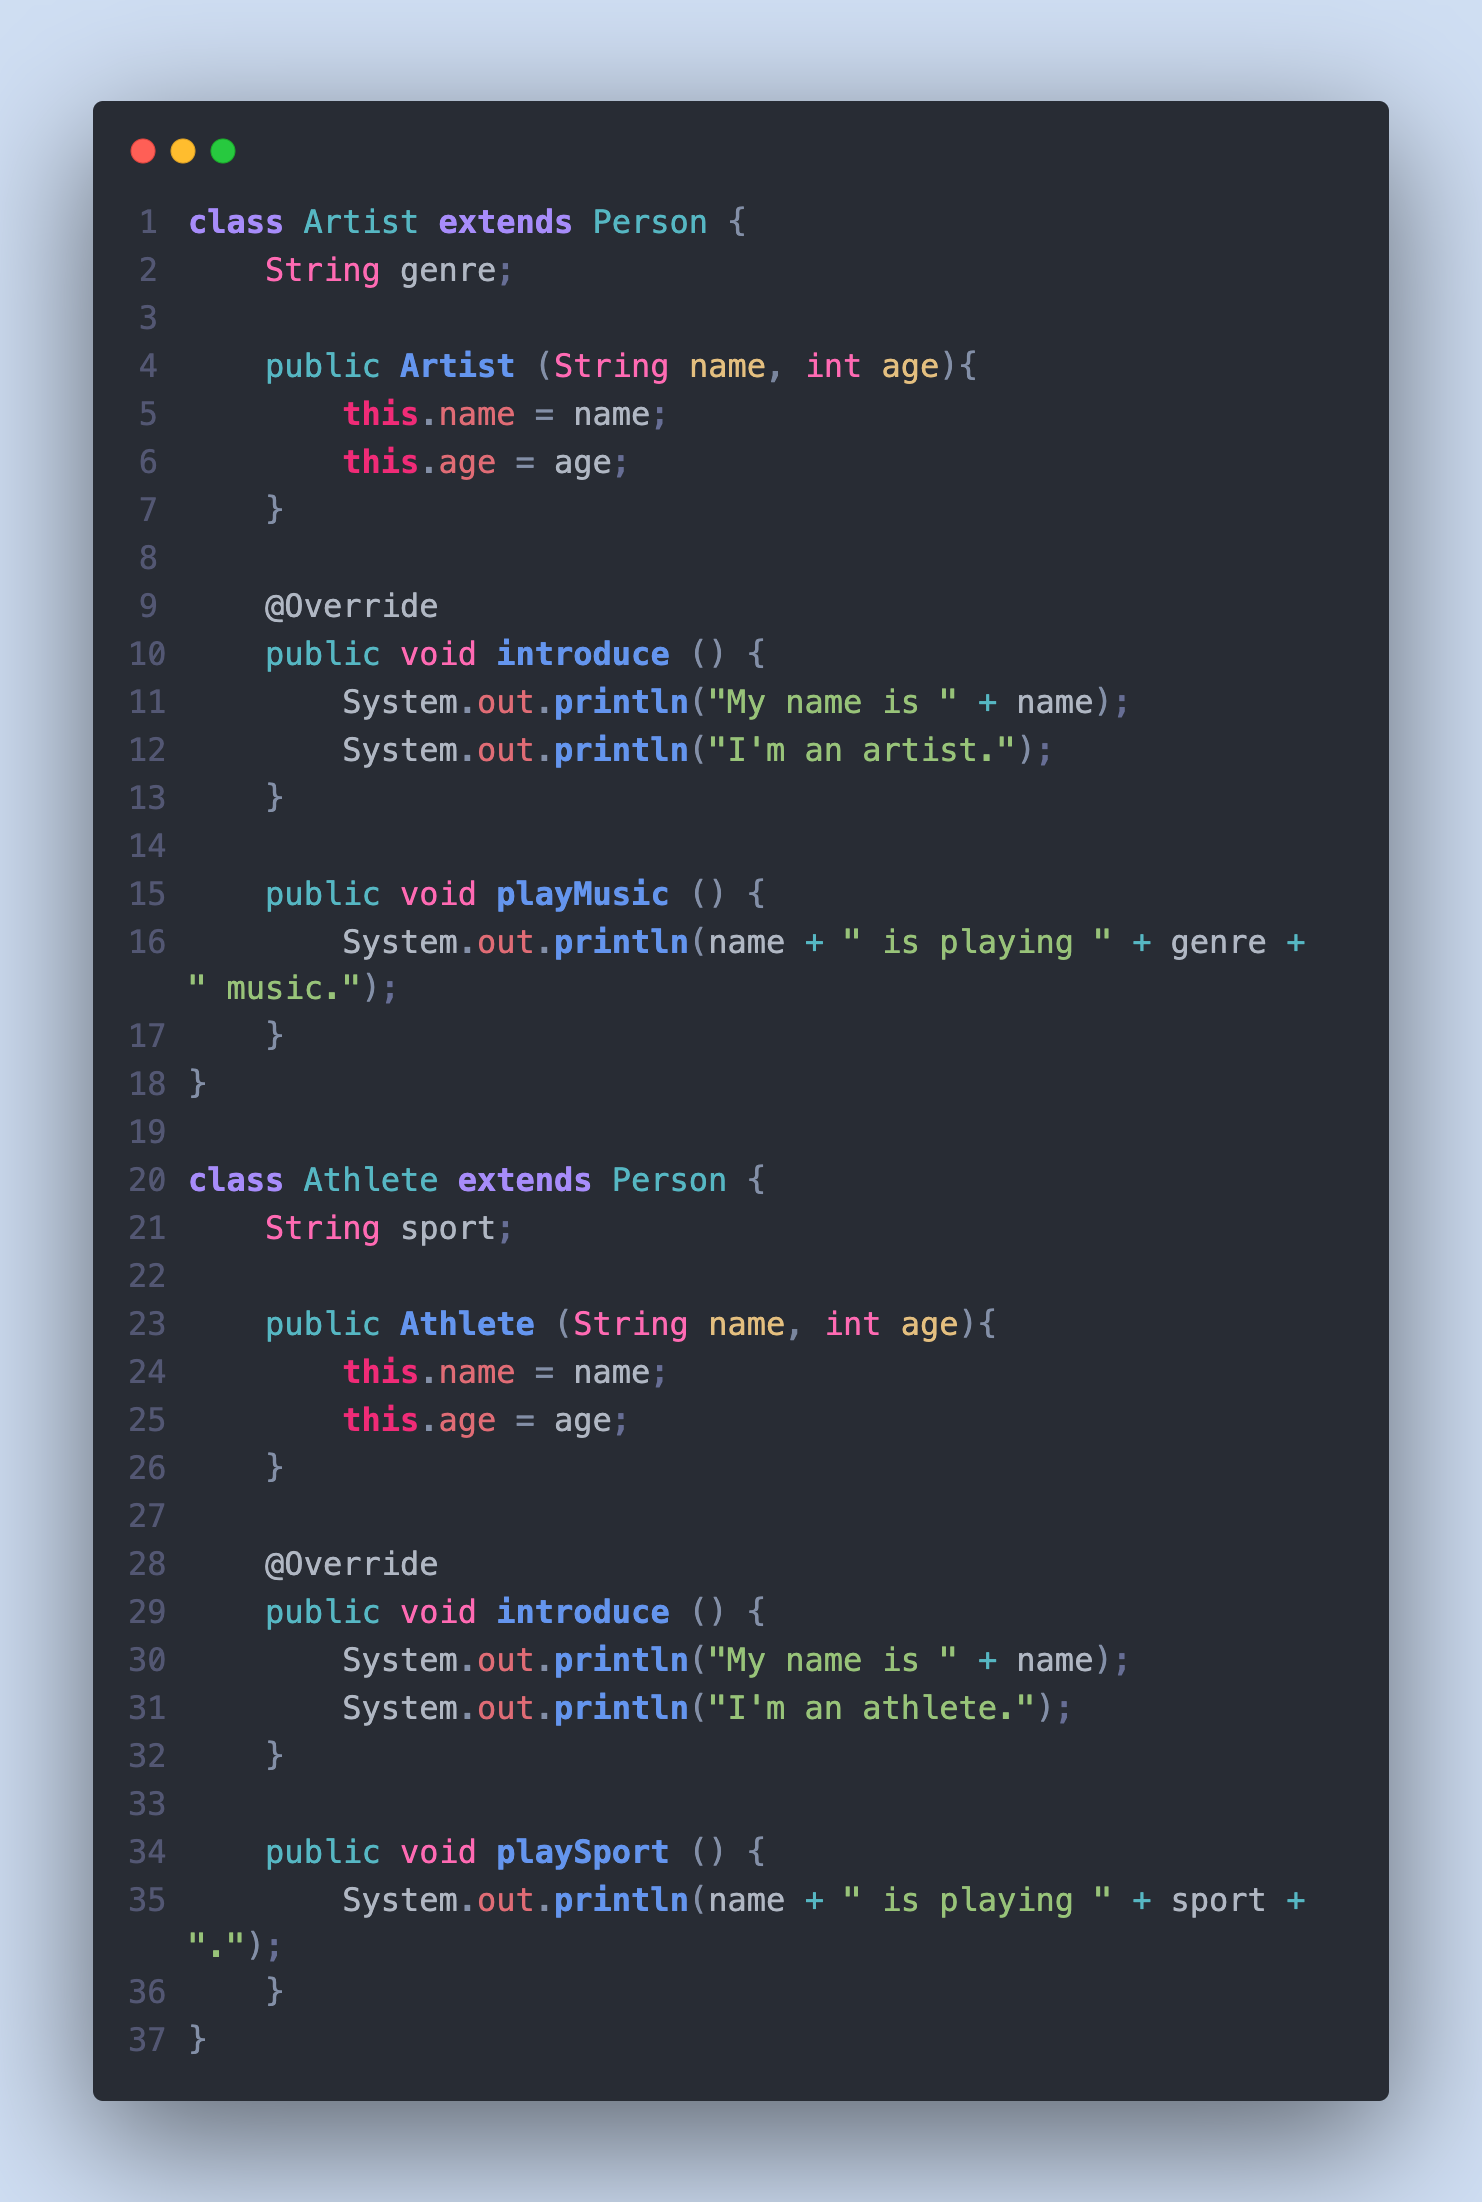 1 class Artist extends Person {
2     String genre;
3
4     public Artist (String name, int age){
5         this.name = name;
6         this.age = age;
7     }
8
9     @Override
10     public void introduce () {
11         System.out.println("My name is " + name);
12         System.out.println("I'm an artist.");
13     }
14
15     public void playMusic () {
16         System.out.println(name + " is playing " + genre +
" music.");
17     }
18 }
19
20 class Athlete extends Person {
21     String sport;
22
23     public Athlete (String name, int age){
24         this.name = name;
25         this.age = age;
26     }
27
28     @Override
29     public void introduce () {
30         System.out.println("My name is " + name);
31         System.out.println("I'm an athlete.");
32     }
33
34     public void playSport () {
35         System.out.println(name + " is playing " + sport +
".");
36     }
37 }